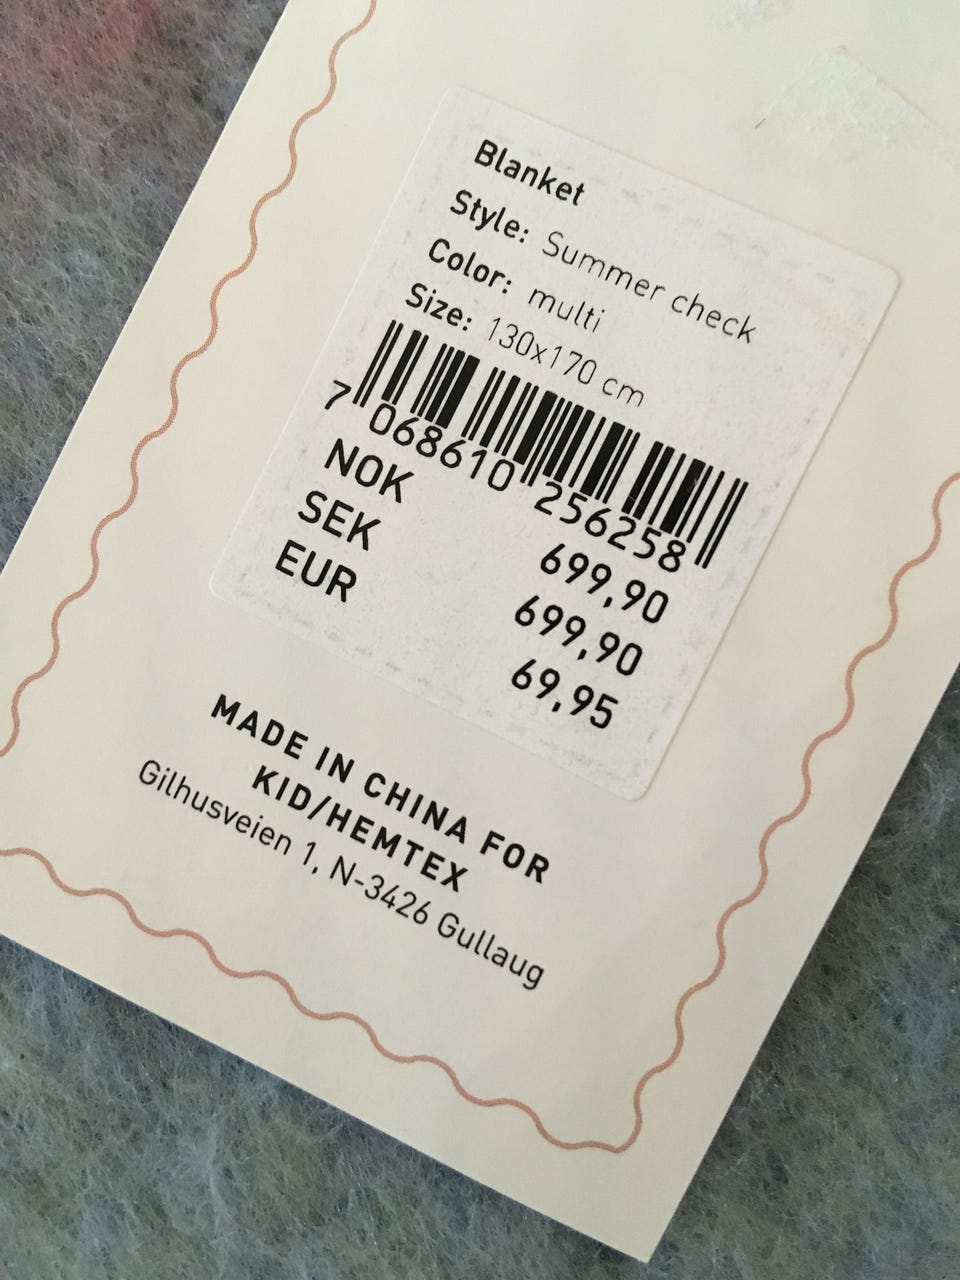 Blanket
Style: Summer check
Color: multi
Size: 130x170 cm
7 068610 256258
NOK 699,90
SEK 699,90
EUR 69,95
MADE IN CHINA FOR
KID/HEMTEX
Gilhusveien 1, N-3426 Gullaug